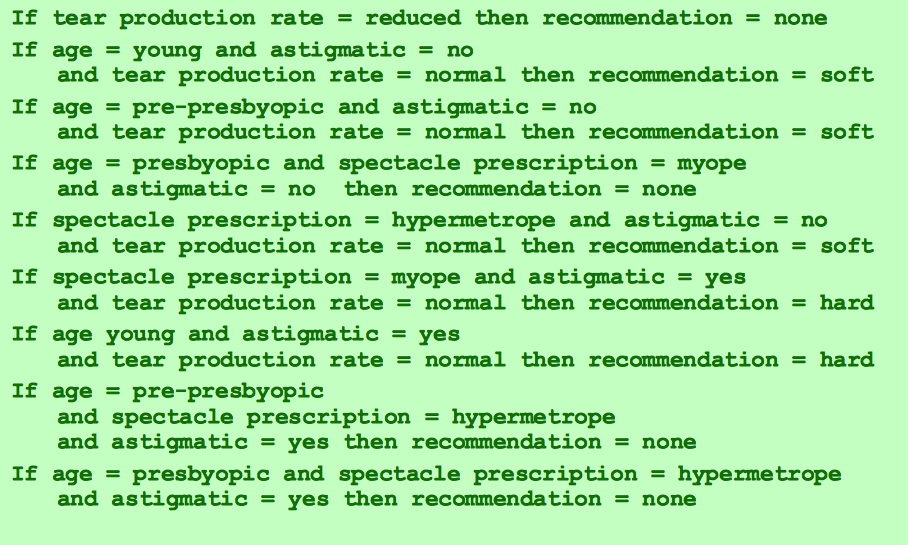 If tear production rate = reduced then recommendation = none
If age = young and astigmatic = no
and tear production rate = normal then recommendation = soft
If age = pre-presbyopic and astigmatic = no
and tear production rate = normal then recommendation = soft
If age = presbyopic and spectacle prescription = myope
and astigmatic = no then recommendation = none
If spectacle prescription = hypermetrope and astigmatic = no
and tear production rate = normal then recommendation = soft
If spectacle prescription = myope and astigmatic = yes
and tear production rate = normal then recommendation = hard
If age young and astigmatic = yes
and tear production rate = normal then recommendation = hard
If age = pre-presbyopic
and spectacle prescription = hypermetrope
and astigmatic = yes then recommendation = none
If age = presbyopic and spectacle prescription = hypermetrope
and astigmatic = yes then recommendation = none